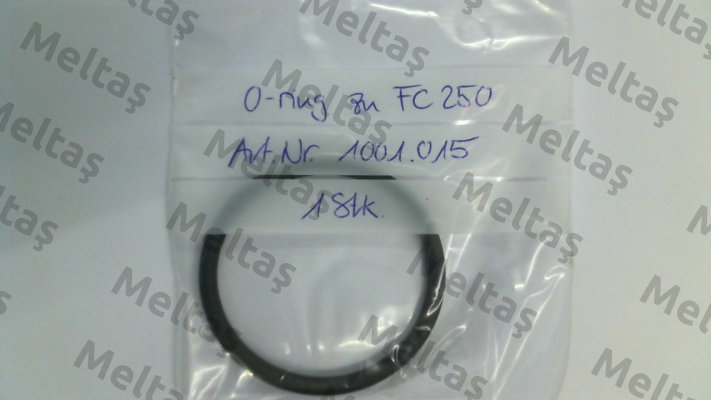 O-ring zu FC 250
Art.Nr. 1001.015
1 Stk.
Meltaş